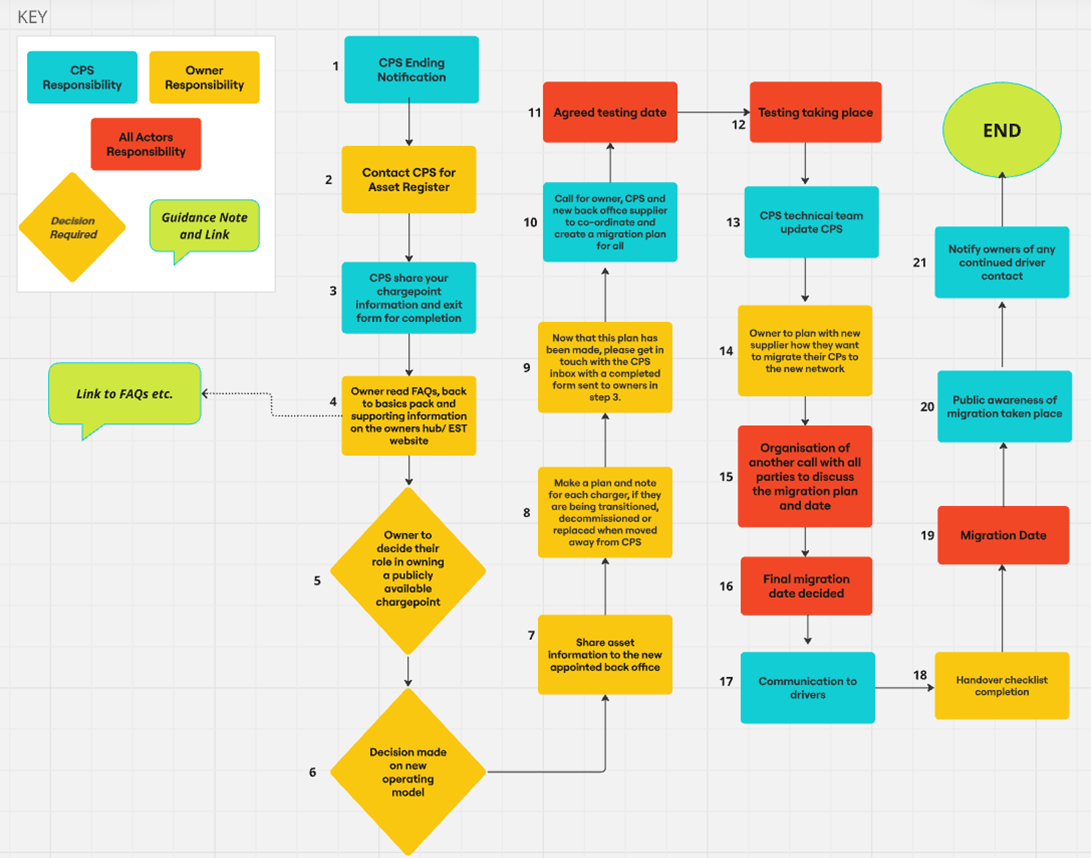 KEY
CPS
Responsibility
Owner
Responsibility
All Actors
Responsibility
Decision
Required
Guidance Note
and Link
1
CPS Ending
Notification
2
Contact CPS for
Asset Register
3
CPS share your
chargepoint
information and exit
form for completion
4
Owner read FAQs, back
to basics pack and
supporting information
on the owners hub/ EST
website
Link to FAQs etc.
5
Owner to
decide their
role in owning
a publicly
available
chargepoint
6
Decision made
on new
operating
model
7
Share asset
information to the new
appointed back office
8
Make a plan and note
for each charger, if they
are being transitioned,
decommissioned or
replaced when moved
away from CPS
9
Now that this plan has
been made, please get in
touch with the CPS
inbox with a completed
form sent to owners in
step 3.
10
Call for owner, CPS and
new back office supplier
to co-ordinate and
create a migration plan
for all
11
Agreed testing date
12
Testing taking place
13
CPS technical team
update CPS
14
Owner to plan with new
supplier how they want
to migrate their CPs to
the new network
15
Organisation of
another call with all
parties to discuss
the migration plan
and date
16
Final migration
date decided
17
Communication to
drivers
18
Handover checklist
completion
19
Migration Date
20
Public awareness of
migration taken place
21
Notify owners of any
continued driver
contact
END